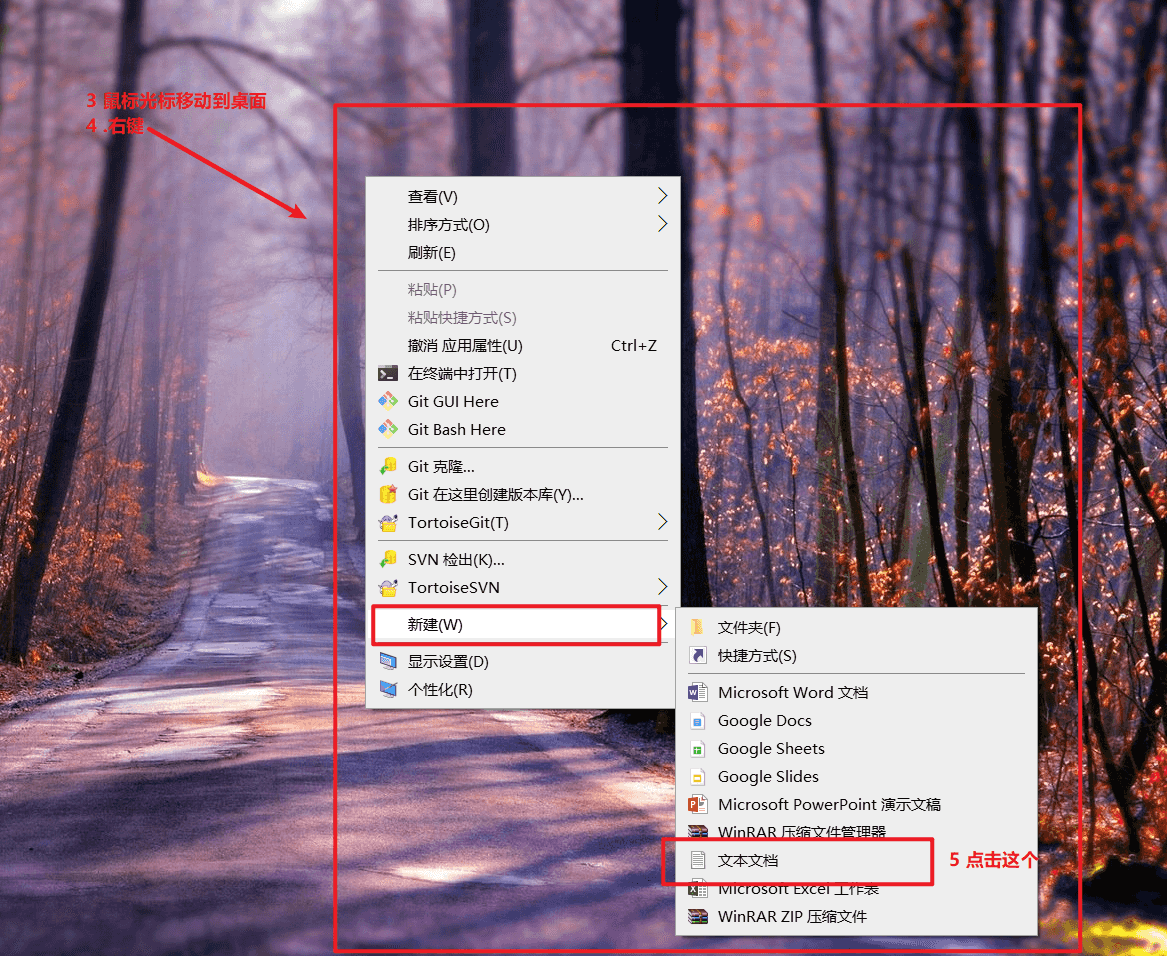 3 鼠标光标移动到桌面
4 .右键
查看(V)
排序方式(O)
刷新(E)
粘贴(P)
粘贴快捷方式(S)
撤消 应用属性(U) Ctrl+Z
在终端中打开(T)
Git GUI Here
Git Bash Here
Git 克隆...
Git 在这里创建版本库(Y)...
TortoiseGit(T)
SVN 检出(K)...
TortoiseSVN
新建(W)
显示设置(D)
个性化(R)
文件夹(F)
快捷方式(S)
Microsoft Word 文档
Google Docs
Google Sheets
Google Slides
Microsoft PowerPoint 演示文稿
WinRAR 压缩文件管理器
文本文档
5 点击这个
Microsoft Excel 工作表
WinRAR ZIP 压缩文件